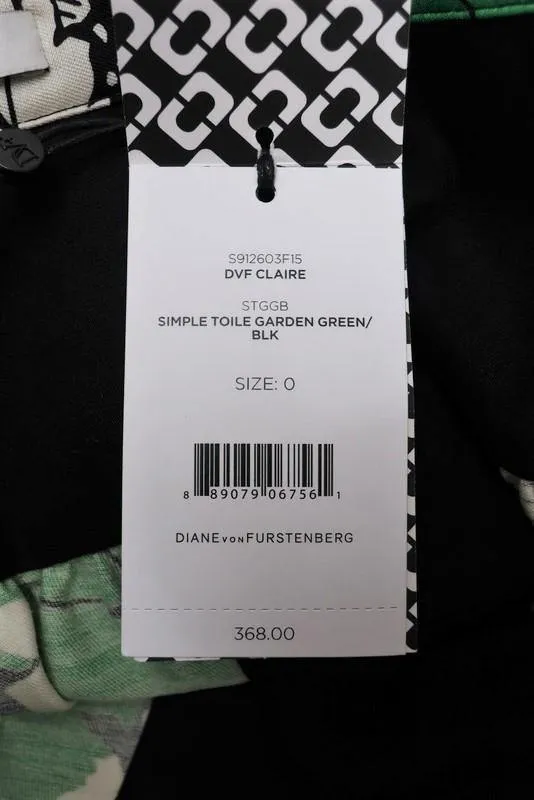 S912603F15
DVF CLAIRE
STGGB
SIMPLE TOILE GARDEN GREEN/
BLK
SIZE: 0
8 89079 06756 1
DIANE VON FURSTENBERG
368.00